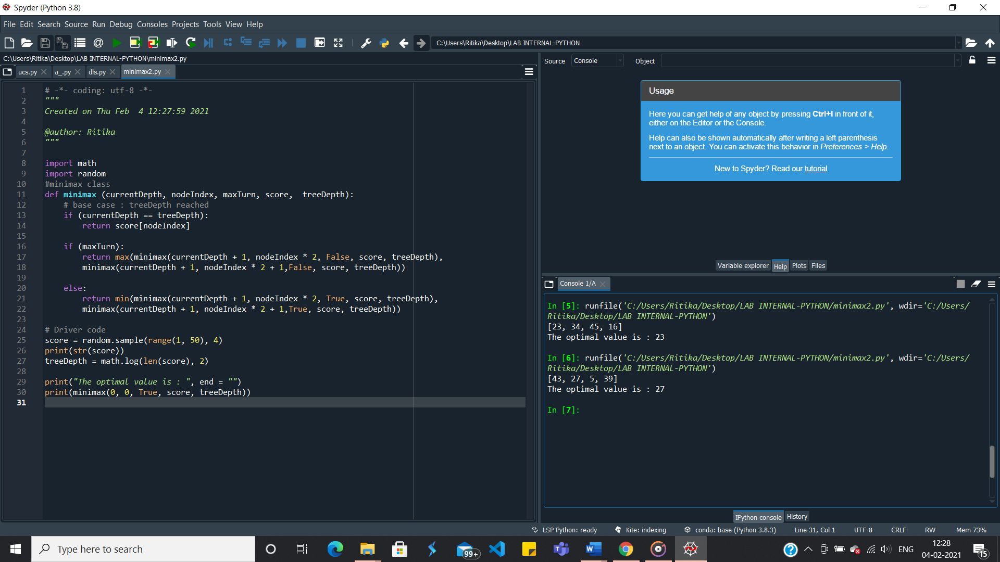 Spyder (Python 3.8)
File Edit Search Source Run Debug Consoles Projects Tools View Help
C:\Users\Ritika\Desktop\LAB INTERNAL-PYTHON
C:\Users\Ritika\Desktop\LAB INTERNAL-PYTHON\minimax2.py
ucs.py a_.py dls.py minimax2.py
1 # -*- coding: utf-8 -*-
2 """
3 Created on Thu Feb  4 12:27:59 2021
4
5 @author: Ritika
6 """
7
8 import math
9 import random
10 #minimax class
11 def minimax (currentDepth, nodeIndex, maxTurn, score,  treeDepth):
12     # base case : treeDepth reached
13     if (currentDepth == treeDepth):
14         return score[nodeIndex]
15
16     if (maxTurn):
17         return max(minimax(currentDepth + 1, nodeIndex * 2, False, score, treeDepth),
18         minimax(currentDepth + 1, nodeIndex * 2 + 1,False, score, treeDepth))
19
20     else:
21         return min(minimax(currentDepth + 1, nodeIndex * 2, True, score, treeDepth),
22         minimax(currentDepth + 1, nodeIndex * 2 + 1,True, score, treeDepth))
23
24 # Driver code
25 score = random.sample(range(1, 50), 4)
26 print(str(score))
27 treeDepth = math.log(len(score), 2)
28
29 print("The optimal value is : ", end = "")
30 print(minimax(0, 0, True, score, treeDepth))
31
Source Console Object
Usage
Here you can get help of any object by pressing Ctrl+I in front of it,
either on the Editor or the Console.
Help can also be shown automatically after writing a left parenthesis
next to an object. You can activate this behavior in Preferences > Help.
New to Spyder? Read our tutorial
Variable explorer Help Plots Files
Console 1/A
In [5]: runfile('C:/Users/Ritika/Desktop/LAB INTERNAL-PYTHON/minimax2.py', wdir='C:/Users/
Ritika/Desktop/LAB INTERNAL-PYTHON')
[23, 34, 45, 16]
The optimal value is : 23
In [6]: runfile('C:/Users/Ritika/Desktop/LAB INTERNAL-PYTHON/minimax2.py', wdir='C:/Users/
Ritika/Desktop/LAB INTERNAL-PYTHON')
[43, 27, 5, 39]
The optimal value is : 27
In [7]:
IPython console History
LSP Python: ready Kite: indexing conda: base (Python 3.8.3) Line 31, Col 1 UTF-8 CRLF RW Mem 73%
Type here to search
99+
ENG
12:28
04-02-2021
15